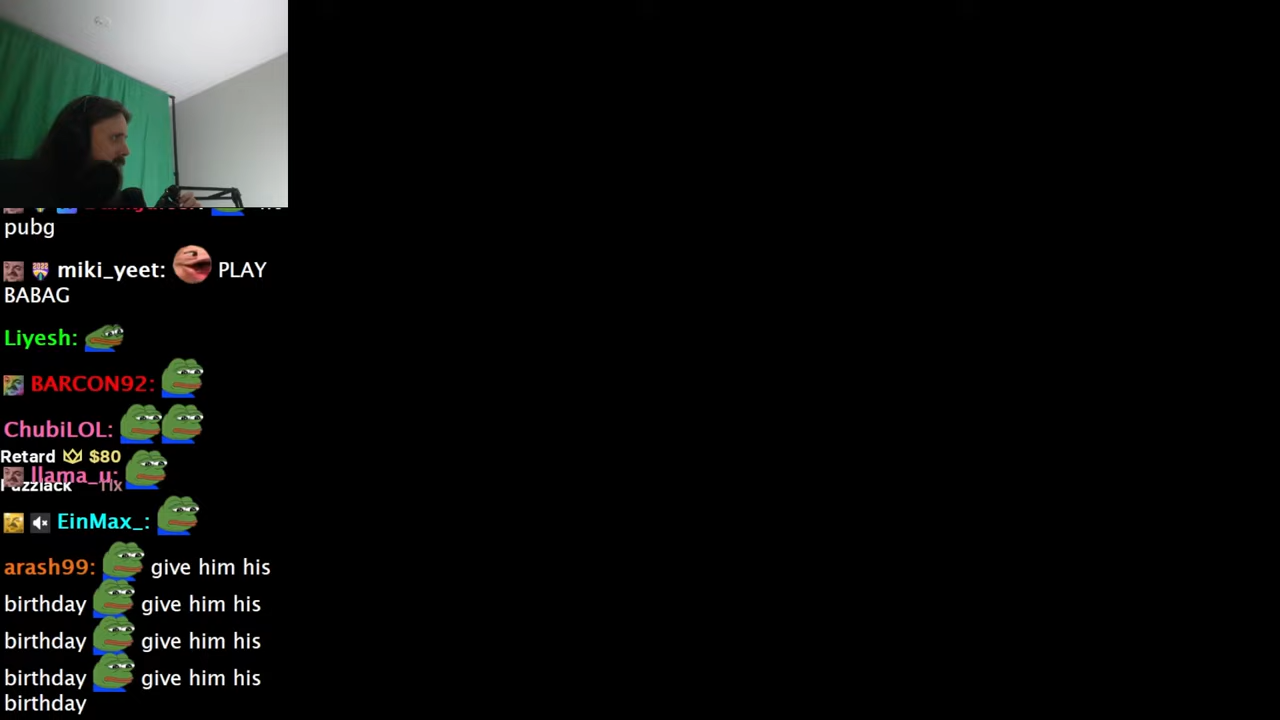 pubg
miki_yeet: PLAY
BABAG
Liyesh:
BARCON92:
ChubiLOL:
Retard $80
llama_u:
11x
EinMax_:
arash99: give him his
birthday give him his
birthday give him his
birthday give him his
birthday